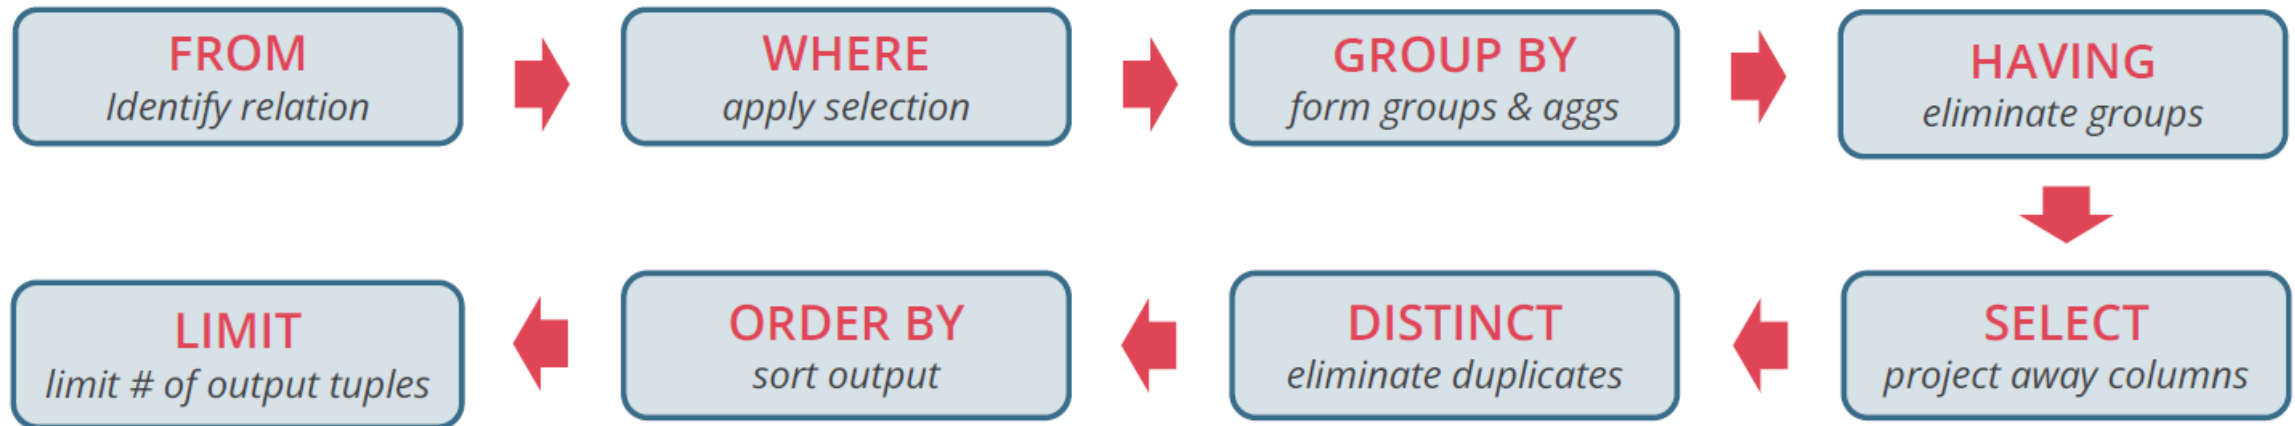 FROM
Identify relation
WHERE
apply selection
GROUP BY
form groups & aggs
HAVING
eliminate groups
SELECT
project away columns
DISTINCT
eliminate duplicates
ORDER BY
sort output
LIMIT
limit # of output tuples